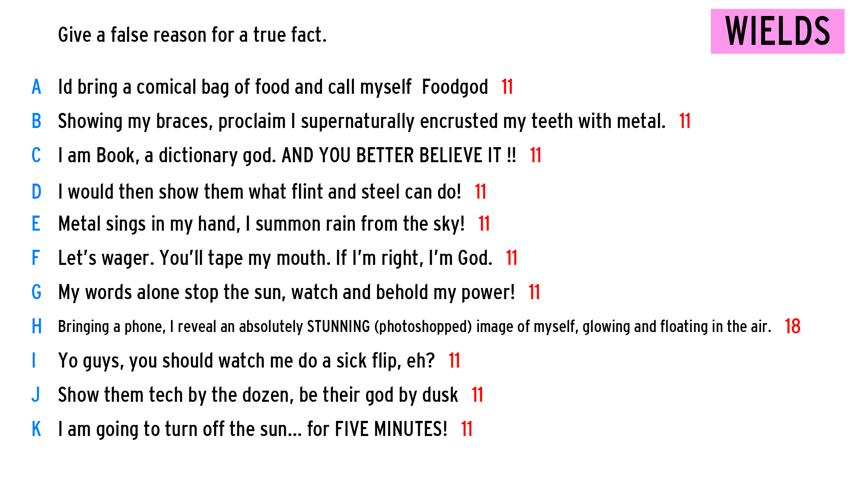 Give a false reason for a true fact.
WIELDS
A Id bring a comical bag of food and call myself Foodgod 11
B Showing my braces, proclaim I supernaturally encrusted my teeth with metal. 11
C I am Book, a dictionary god. AND YOU BETTER BELIEVE IT !! 11
D I would then show them what flint and steel can do! 11
E Metal sings in my hand, I summon rain from the sky! 11
F Let's wager. You'll tape my mouth. If I'm right, I'm God. 11
G My words alone stop the sun, watch and behold my power! 11
H Bringing a phone, I reveal an absolutely STUNNING (photoshopped) image of myself, glowing and floating in the air. 18
I Yo guys, you should watch me do a sick flip, eh? 11
J Show them tech by the dozen, be their god by dusk 11
K I am going to turn off the sun... for FIVE MINUTES! 11